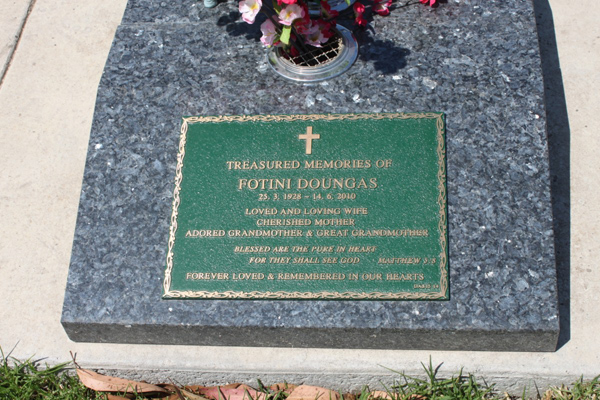 TREASURED MEMORIES OF
FOTINI DOUNGAS
25. 3. 1928 - 14. 6. 2010
LOVED AND LOVING WIFE
CHERISHED MOTHER
ADORED GRANDMOTHER & GREAT GRANDMOTHER
BLESSED ARE THE PURE IN HEART
FOR THEY SHALL SEE GOD MATTHEW 5:8
FOREVER LOVED & REMEMBERED IN OUR HEARTS